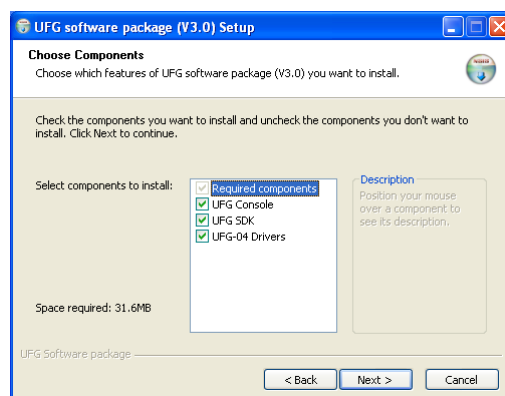 UFG software package (V3.0) Setup
Choose Components
Choose which features of UFG software package (V3.0) you want to install.
Check the components you want to install and uncheck the components you don't want to
install. Click Next to continue.
Select components to install:
Required components
UFG Console
UFG SDK
UFG-04 Drivers
Description
Position your mouse
over a component to
see its description.
Space required: 31.6MB
UFG Software package
< Back
Next >
Cancel